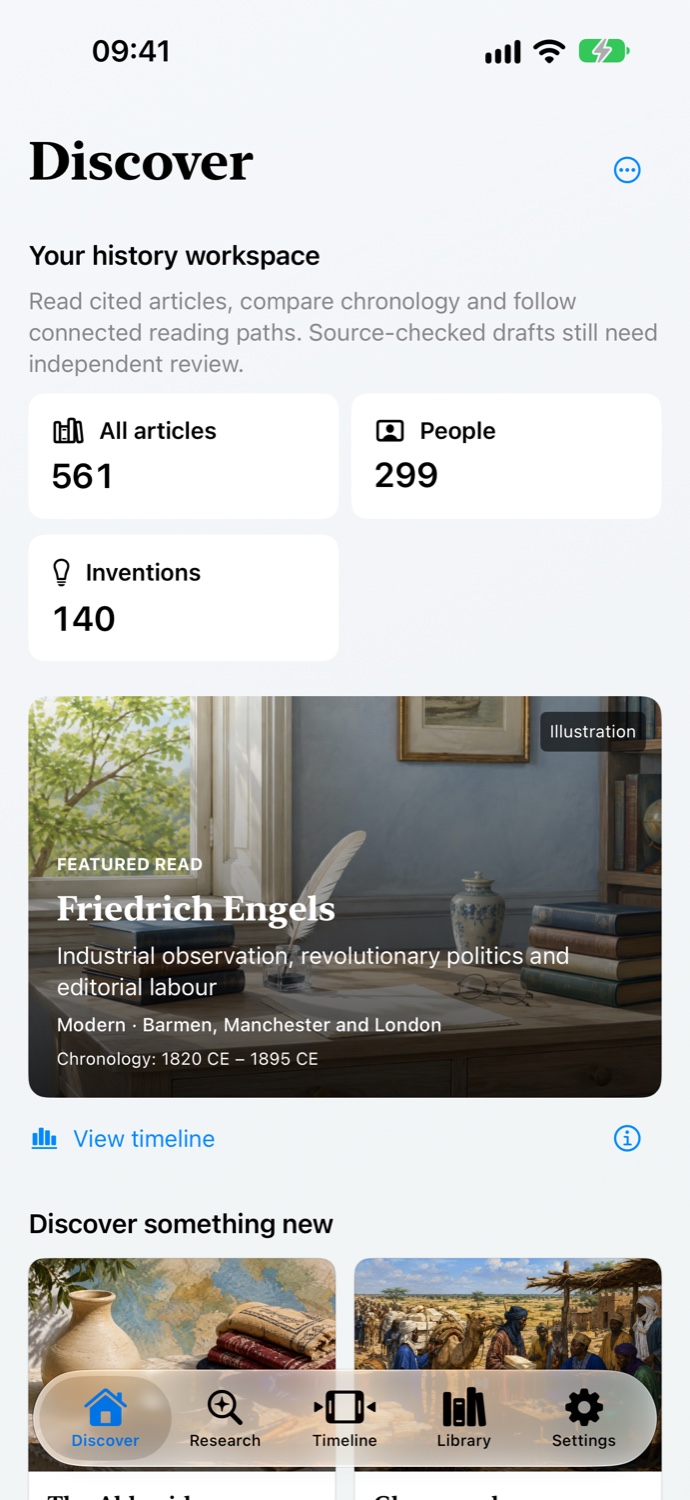 09:41
Discover
Your history workspace
Read cited articles, compare chronology and follow
connected reading paths. Source-checked drafts still need
independent review.
All articles
561
People
299
Inventions
140
Illustration
FEATURED READ
Friedrich Engels
Industrial observation, revolutionary politics and
editorial labour
Modern · Barmen, Manchester and London
Chronology: 1820 CE – 1895 CE
View timeline
Discover something new
Discover
Research
Timeline
Library
Settings